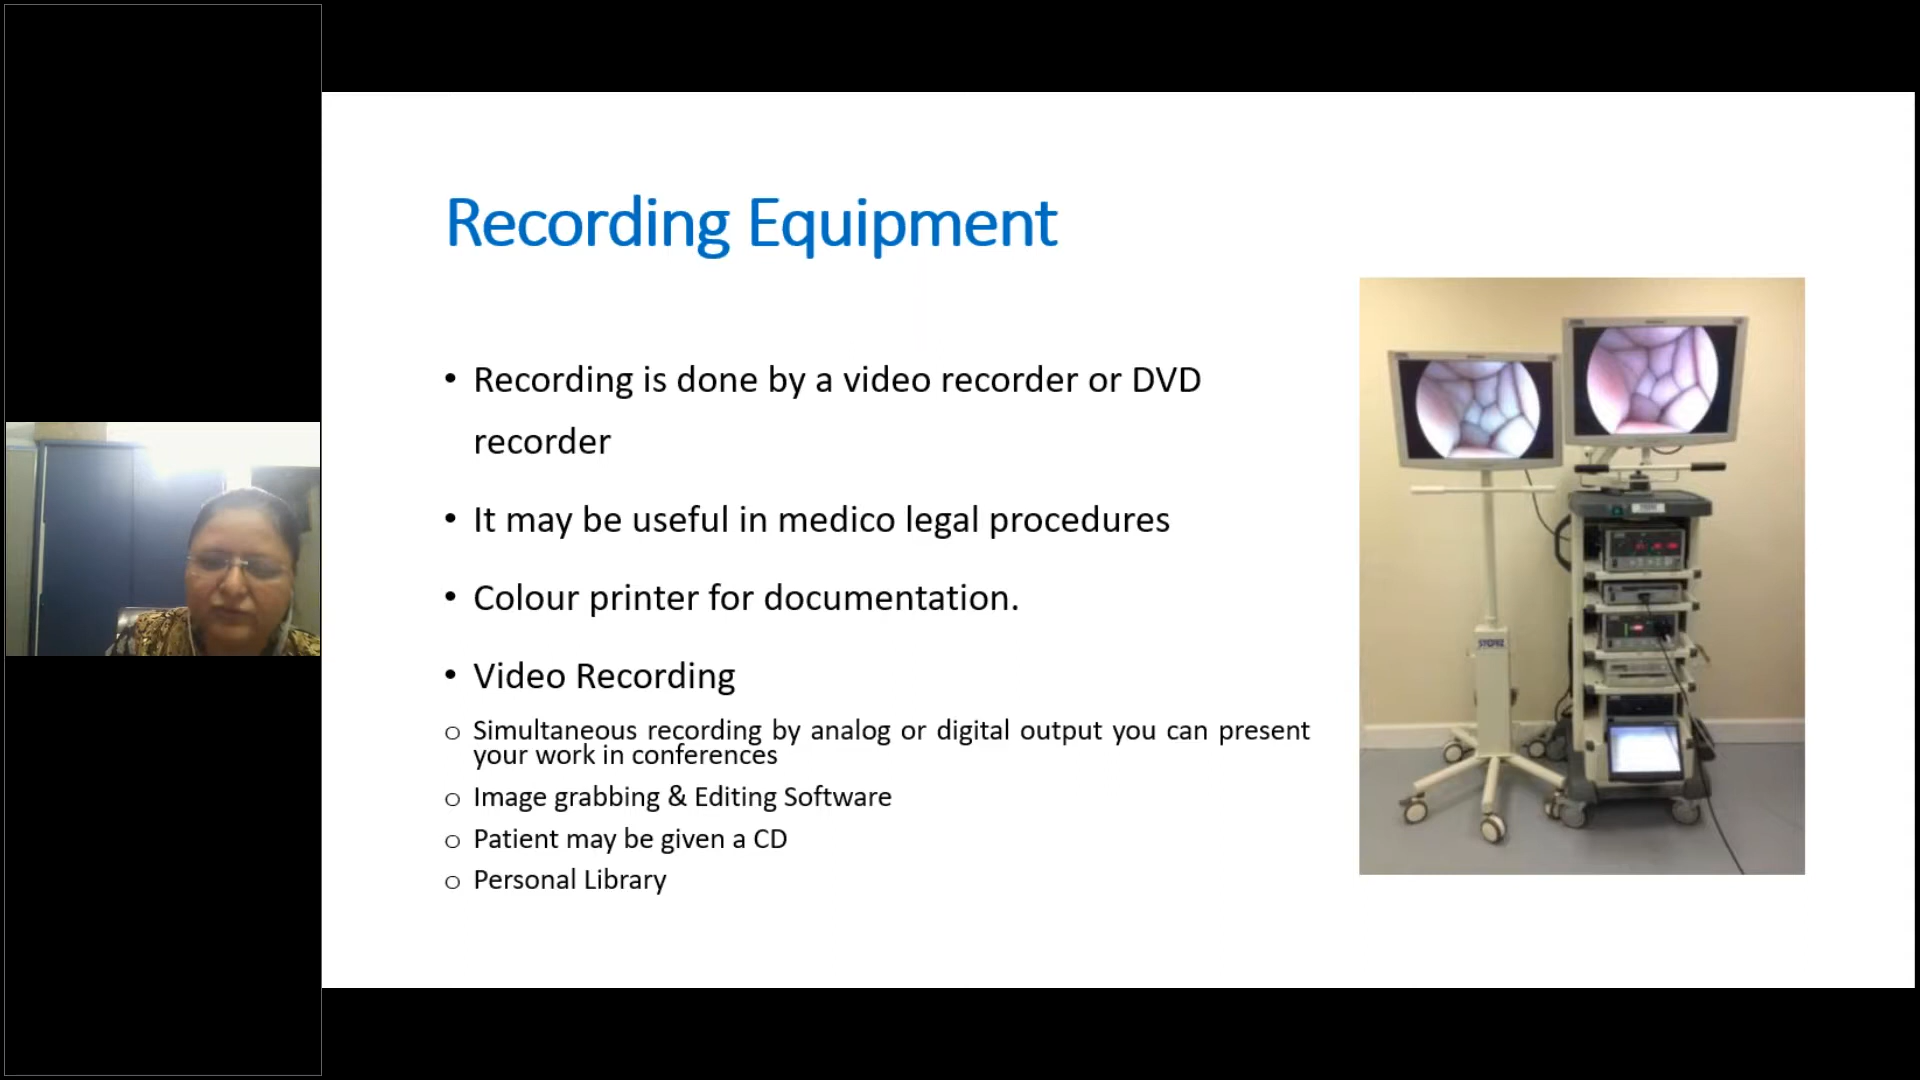 Recording Equipment
• Recording is done by a video recorder or DVD
recorder
• It may be useful in medico legal procedures
• Colour printer for documentation.
• Video Recording
o Simultaneous recording by analog or digital output you can present
your work in conferences
o Image grabbing & Editing Software
o Patient may be given a CD
o Personal Library
STORZ